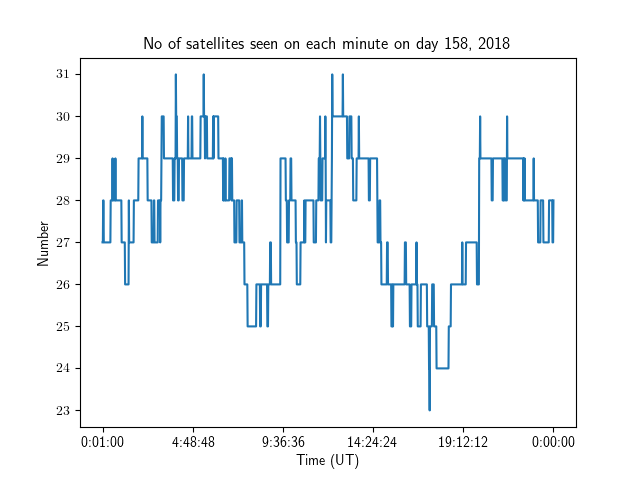 No of satellites seen on each minute on day 158, 2018
31
30
29
28
27
26
25
24
23
Number
0:01:00 4:48:48 9:36:36 14:24:24 19:12:12 0:00:00
Time (UT)